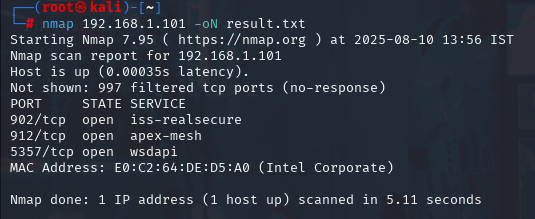 ┌──(root㉿kali)-[~]
└─# nmap 192.168.1.101 -oN result.txt
Starting Nmap 7.95 ( https://nmap.org ) at 2025-08-10 13:56 IST
Nmap scan report for 192.168.1.101
Host is up (0.00035s latency).
Not shown: 997 filtered tcp ports (no-response)
PORT     STATE SERVICE
902/tcp  open  iss-realsecure
912/tcp  open  apex-mesh
5357/tcp open  wsdapi
MAC Address: E0:C2:64:DE:D5:A0 (Intel Corporate)
Nmap done: 1 IP address (1 host up) scanned in 5.11 seconds